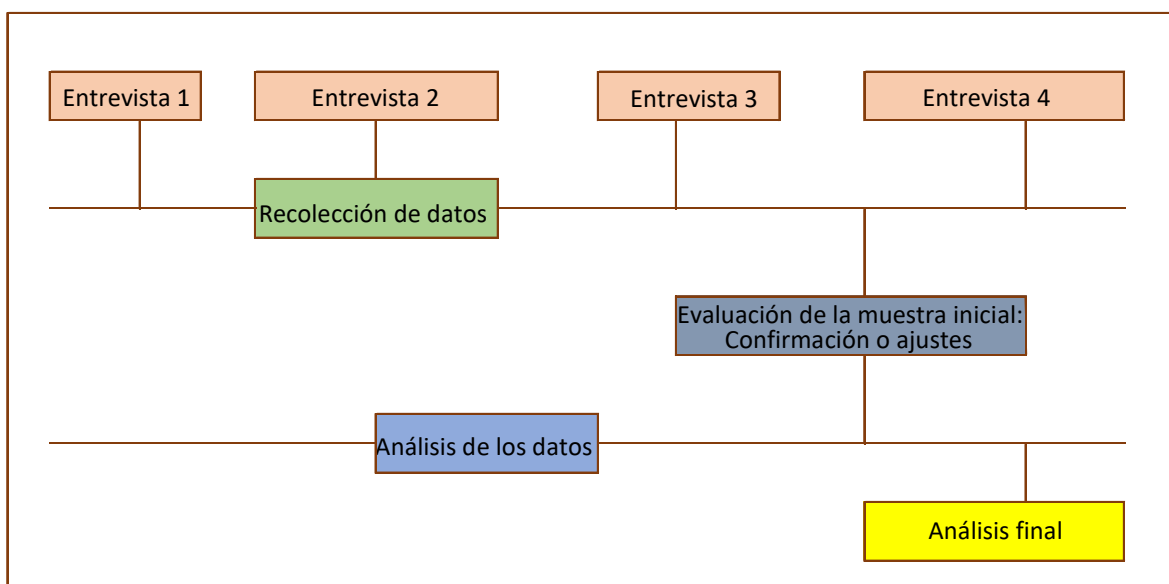 Entrevista 1
Entrevista 2
Entrevista 3
Entrevista 4
Recolección de datos
Evaluación de la muestra inicial:
Confirmación o ajustes
Análisis de los datos
Análisis final